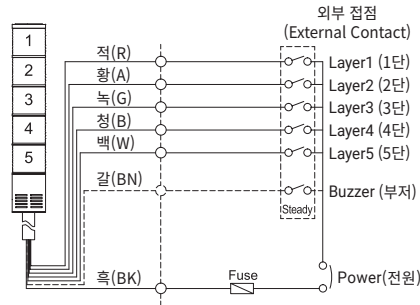 외부 접점
(External Contact)
1
2
3
4
5
적(R)
Layer1 (1단)
황(A)
Layer2 (2단)
녹(G)
Layer3 (3단)
청(B)
Layer4 (4단)
백(W)
Layer5 (5단)
갈(BN)
Buzzer (부저)
Steady
흑(BK)
Fuse
Power(전원)